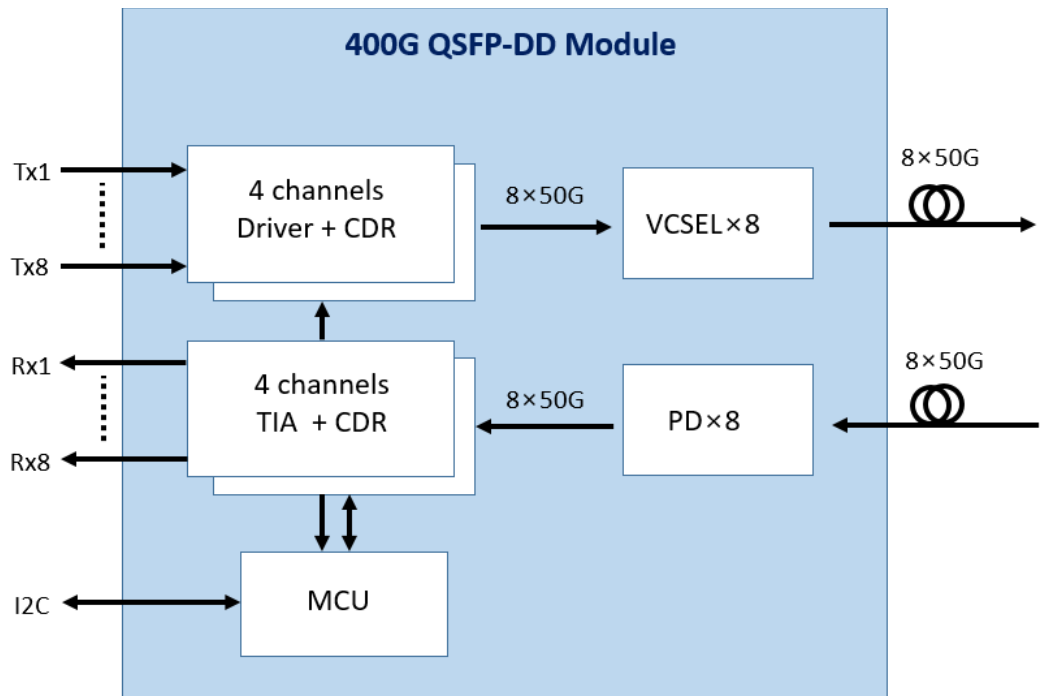 400G QSFP-DD Module
Tx1
Tx8
4 channels
Driver + CDR
8×50G
VCSEL×8
8×50G
Rx1
Rx8
4 channels
TIA + CDR
8×50G
PD×8
8×50G
I2C
MCU